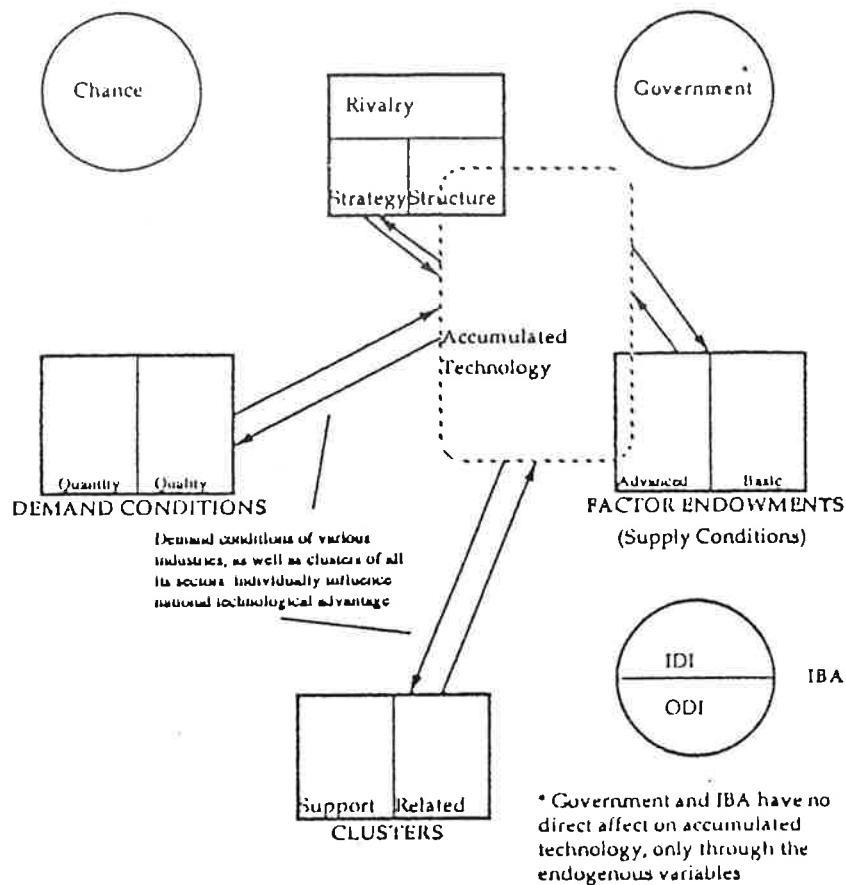 Chance
Rivalry
Government *
Strategy Structure
Accumulated
Technology
Quantity Quality
DEMAND CONDITIONS
Advanced Basic
FACTOR ENDOWMENTS
(Supply Conditions)
Demand conditions of various
industries, as well as clusters of all
its sectors individually influence
national technological advantage
IDI
ODI
IBA
Support Related
CLUSTERS
* Government and IBA have no
direct affect on accumulated
technology, only through the
endogenous variables